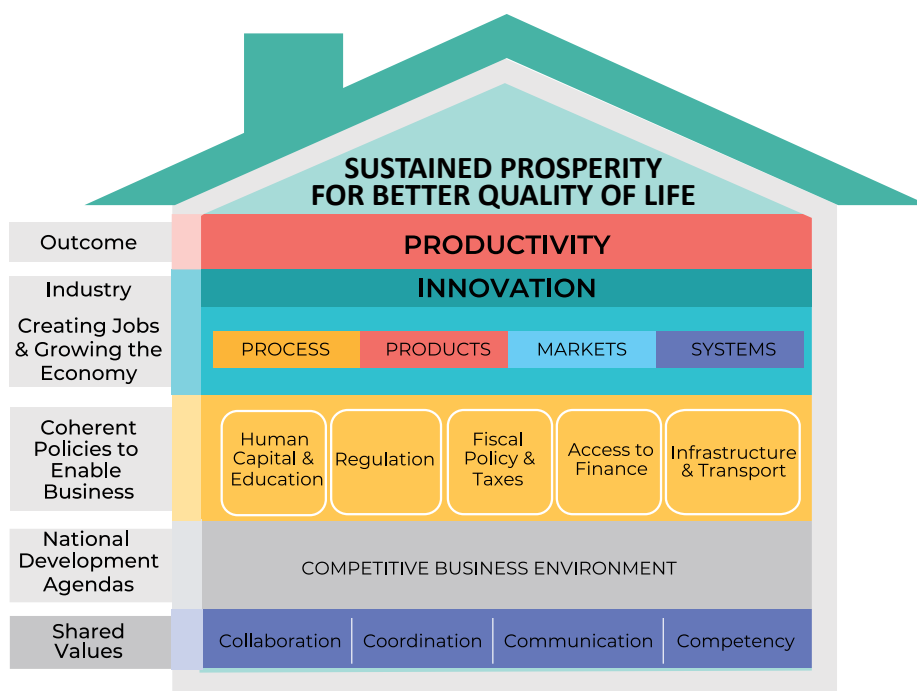 SUSTAINED PROSPERITY
FOR BETTER QUALITY OF LIFE
Outcome
PRODUCTIVITY
Industry
INNOVATION
Creating Jobs
& Growing the
Economy
PROCESS
PRODUCTS
MARKETS
SYSTEMS
Coherent
Policies to
Enable
Business
Human
Capital &
Education
Regulation
Fiscal
Policy &
Taxes
Access to
Finance
Infrastructure
& Transport
National
Development
Agendas
COMPETITIVE BUSINESS ENVIRONMENT
Shared
Values
Collaboration
Coordination
Communication
Competency